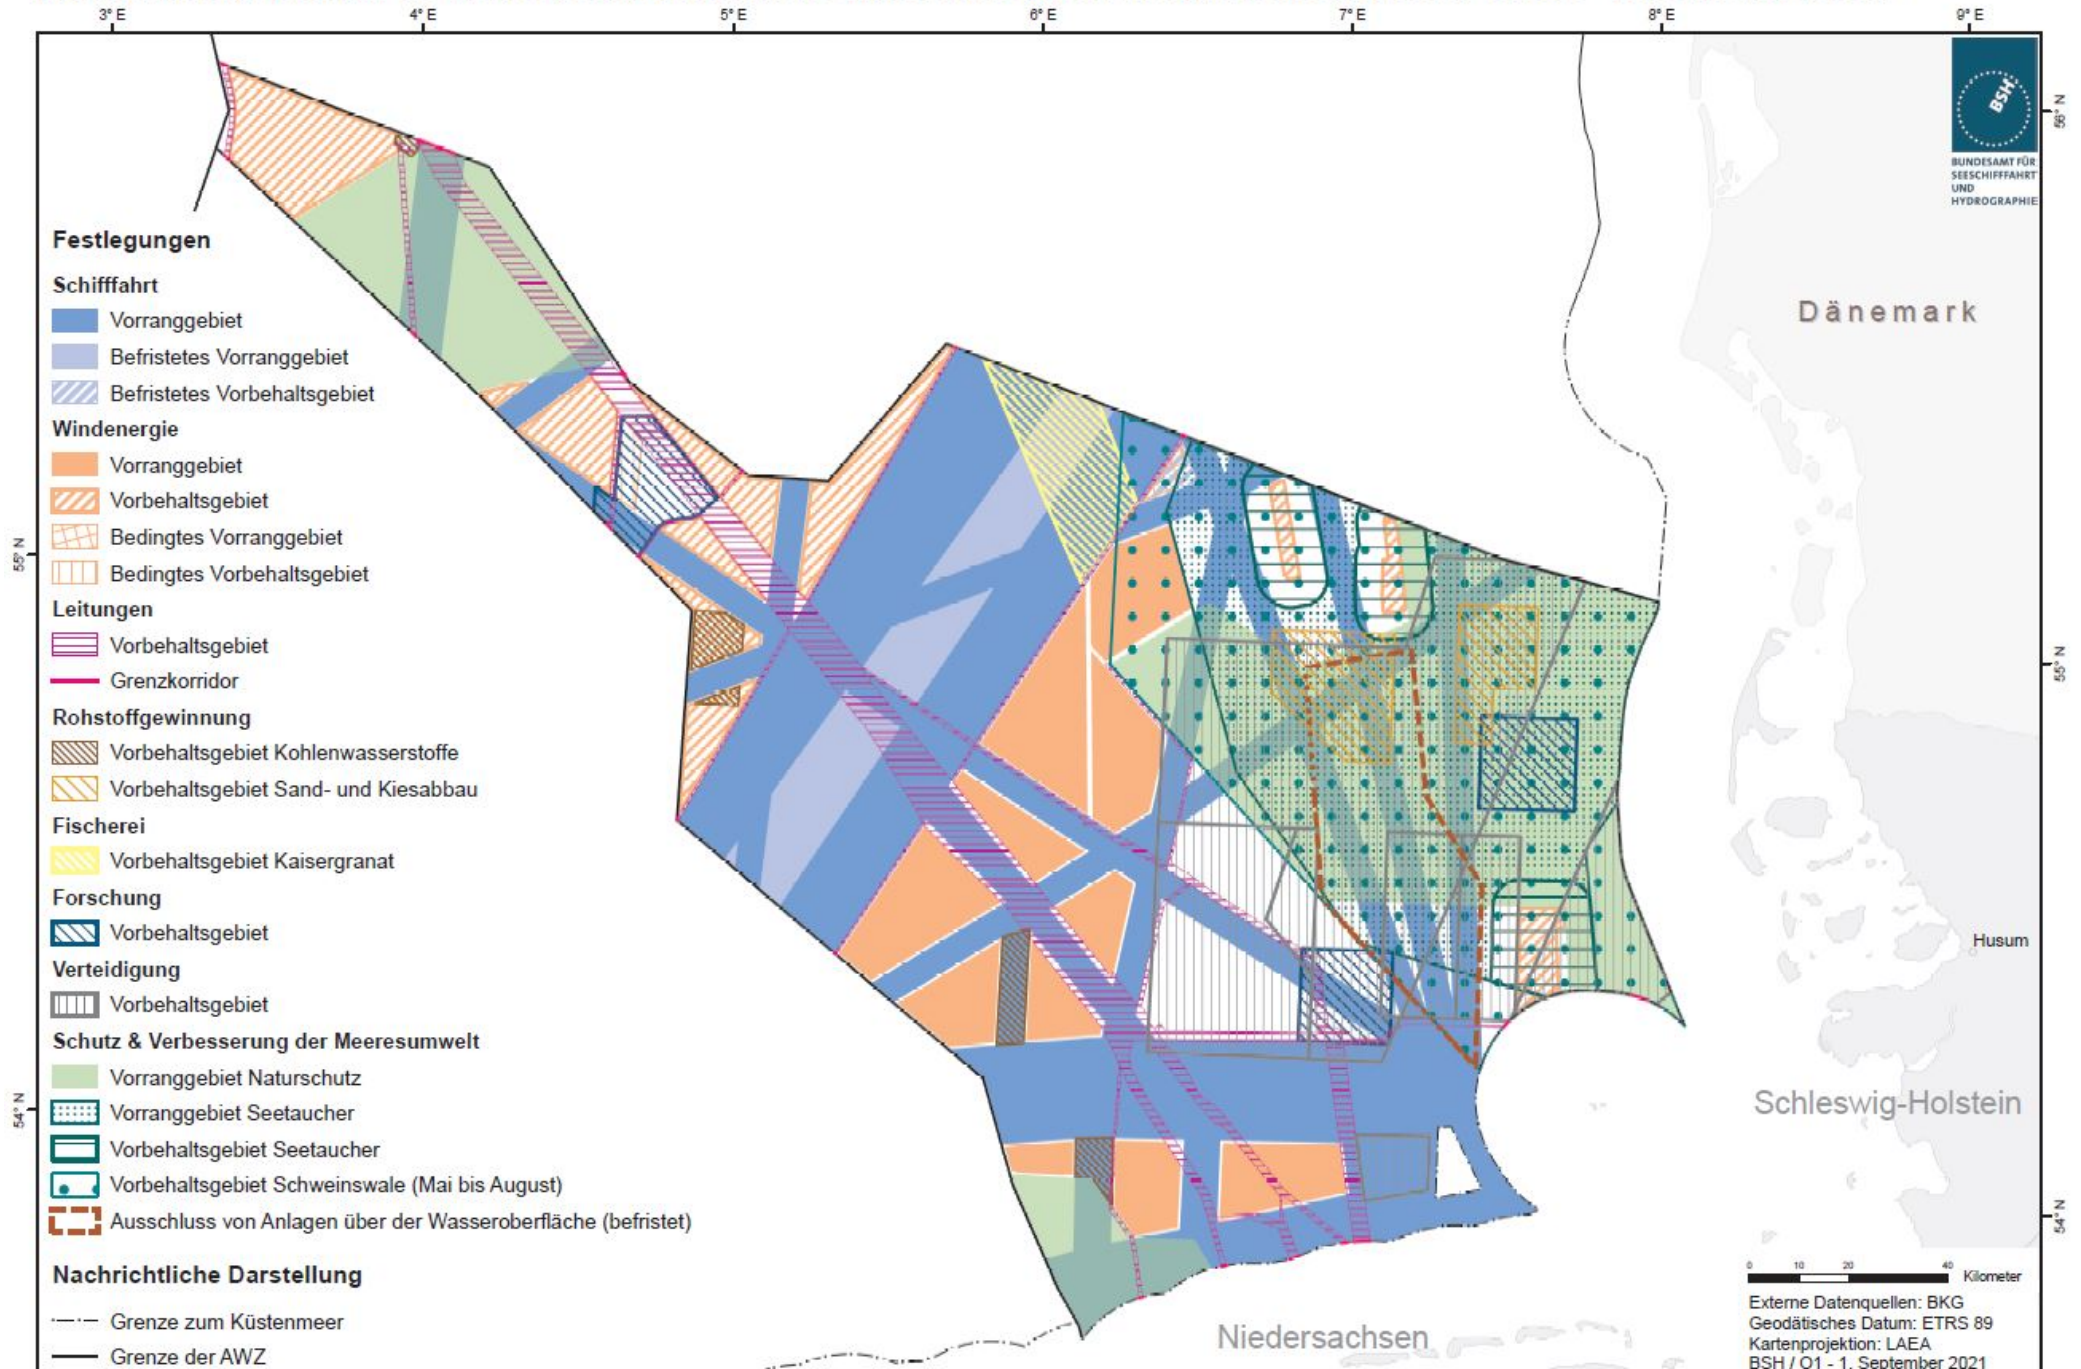 3° E 4° E 5° E 6° E 7° E 8° E 9° E
56° N
BSH
BUNDESAMT FÜR
SEESCHIFFFAHRT
UND
HYDROGRAPHIE
Festlegungen
Schifffahrt
Vorranggebiet
Befristetes Vorranggebiet
Befristetes Vorbehaltsgebiet
Windenergie
Vorranggebiet
Vorbehaltsgebiet
Bedingtes Vorranggebiet
Bedingtes Vorbehaltsgebiet
Leitungen
Vorbehaltsgebiet
Grenzkorridor
Rohstoffgewinnung
Vorbehaltsgebiet Kohlenwasserstoffe
Vorbehaltsgebiet Sand- und Kiesabbau
Fischerei
Vorbehaltsgebiet Kaisergranat
Forschung
Vorbehaltsgebiet
Verteidigung
Vorbehaltsgebiet
Schutz & Verbesserung der Meeresumwelt
Vorranggebiet Naturschutz
Vorranggebiet Seetaucher
Vorbehaltsgebiet Seetaucher
Vorbehaltsgebiet Schweinswale (Mai bis August)
Ausschluss von Anlagen über der Wasseroberfläche (befristet)
Nachrichtliche Darstellung
Grenze zum Küstenmeer
Grenze der AWZ
55° N
54° N
Dänemark
55° N
Husum
Schleswig-Holstein
54° N
Niedersachsen
0 10 20 40
Kilometer
Externe Datenquellen: BKG
Geodätisches Datum: ETRS 89
Kartenprojektion: LAEA
BSH / O1 - 1. September 2021